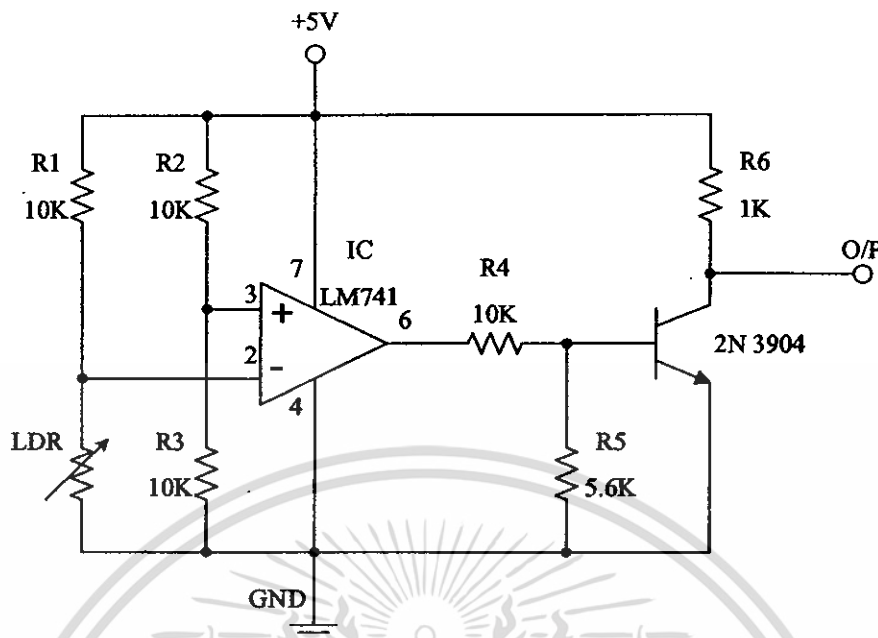 +5V
R1
10K
R2
10K
R6
1K
O/P
7
IC
LM741
3
+
2
-
4
6
R4
10K
2N 3904
LDR
R3
10K
R5
5.6K
GND